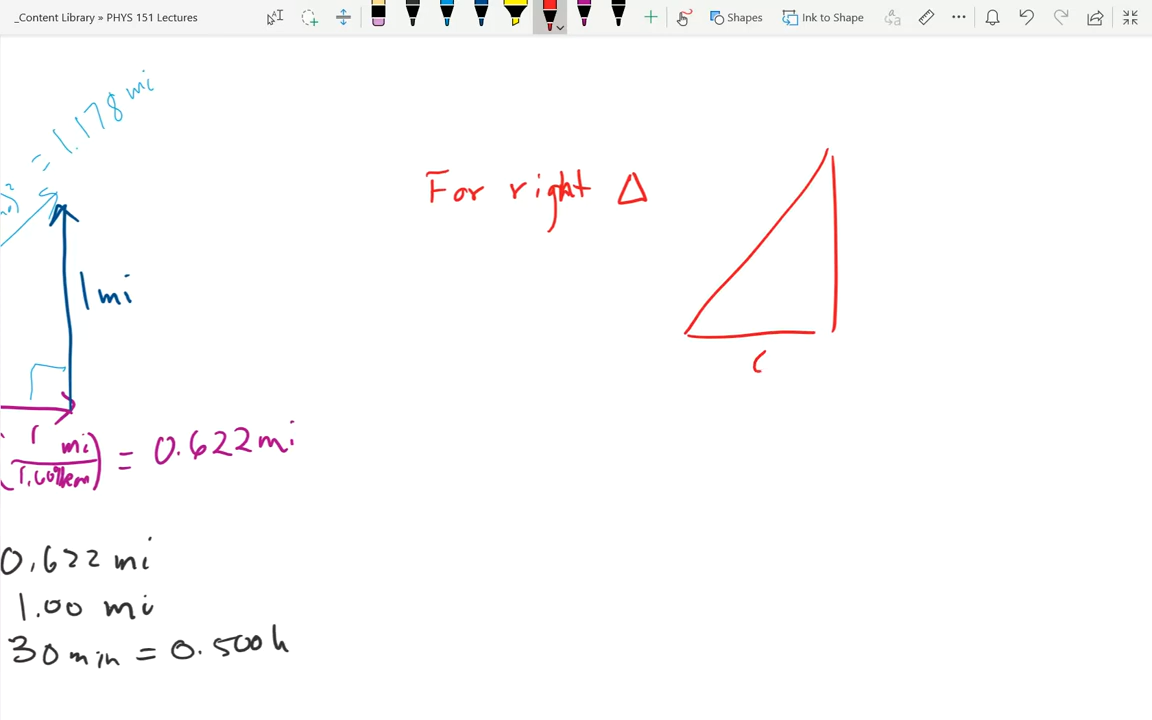 _Content Library » PHYS 151 Lectures
Shapes
Ink to Shape
= 1.178 mi
For right Δ
1 mi
1 mi
= 0.622 mi
0.622 mi
1.00 mi
30 min = 0.500 h